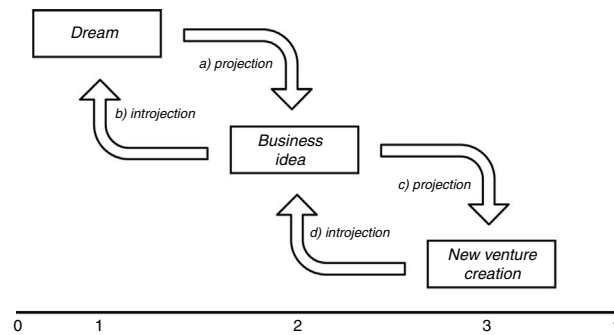 Dream
a) projection
b) introjection
Business
idea
c) projection
d) introjection
New venture
creation
0 1 2 3